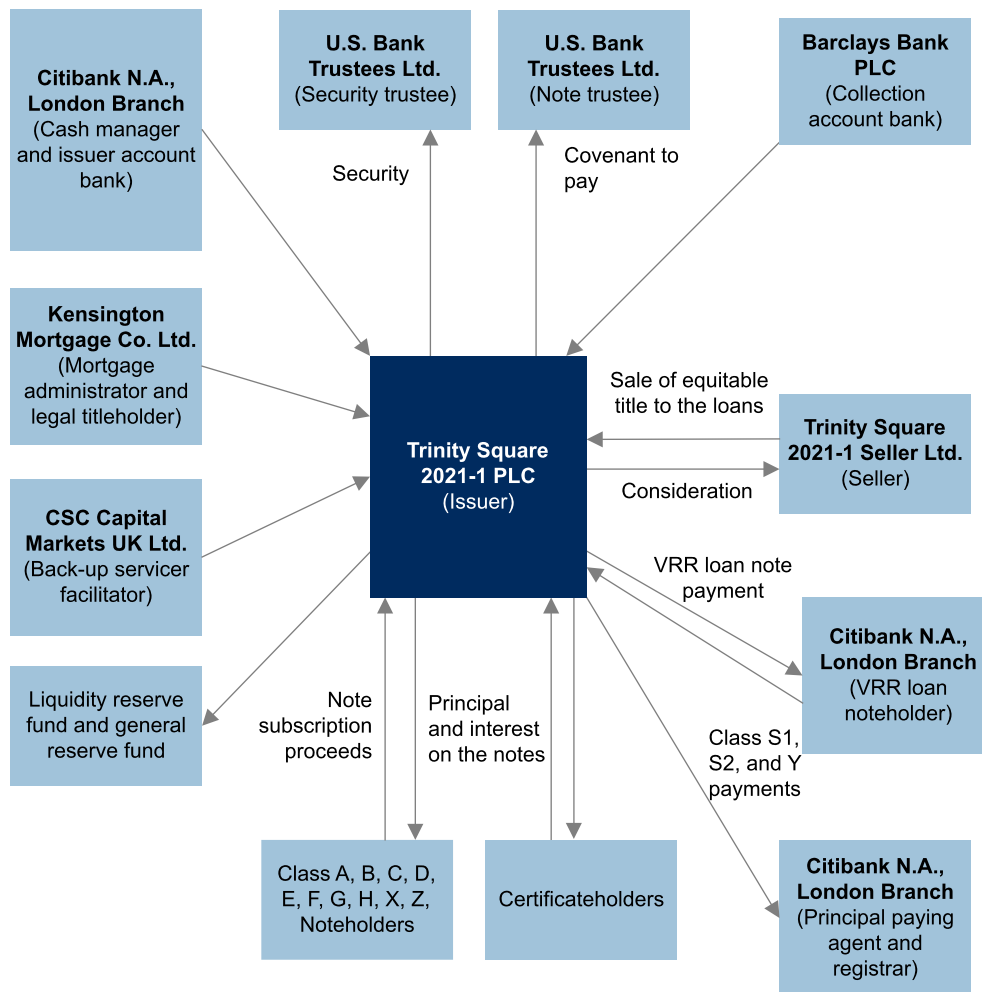 Citibank N.A.,
London Branch
(Cash manager
and issuer account
bank)
U.S. Bank
Trustees Ltd.
(Security trustee)
U.S. Bank
Trustees Ltd.
(Note trustee)
Barclays Bank
PLC
(Collection
account bank)
Security
Covenant to
pay
Kensington
Mortgage Co. Ltd.
(Mortgage
administrator and
legal titleholder)
Trinity Square
2021-1 PLC
(Issuer)
Sale of equitable
title to the loans
Trinity Square
2021-1 Seller Ltd.
(Seller)
Consideration
CSC Capital
Markets UK Ltd.
(Back-up servicer
facilitator)
VRR loan note
payment
Citibank N.A.,
London Branch
(VRR loan
noteholder)
Liquidity reserve
fund and general
reserve fund
Note
subscription
proceeds
Principal
and interest
on the notes
Class S1,
S2, and Y
payments
Class A, B, C, D,
E, F, G, H, X, Z,
Noteholders
Certificateholders
Citibank N.A.,
London Branch
(Principal paying
agent and
registrar)